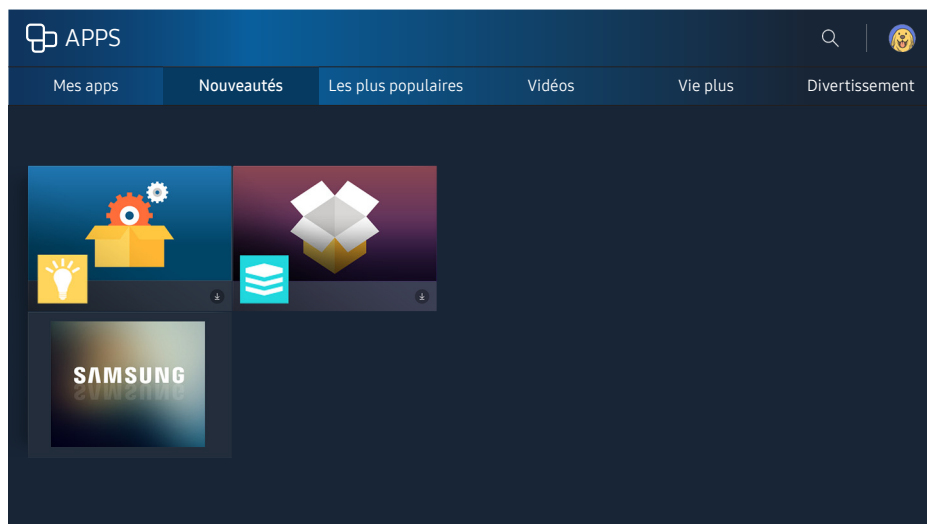 APPS
Mes apps Nouveautés Les plus populaires Vidéos Vie plus Divertissement
SAMSUNG